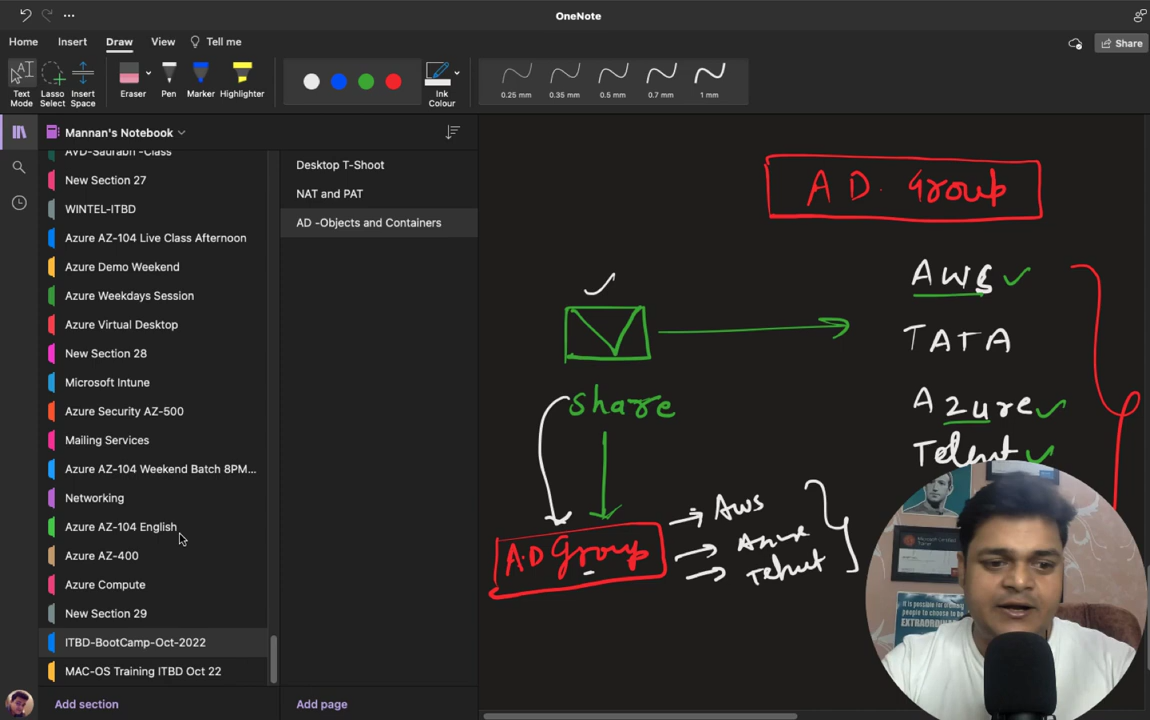 OneNote
Home Insert Draw View Tell me
Share
Text Mode
Lasso Select
Insert Space
Eraser
Pen
Marker
Highlighter
Ink Colour
0.25 mm 0.35 mm 0.5 mm 0.7 mm 1 mm
Mannan's Notebook
AVD-Saurabh -Class
New Section 27
WINTEL-ITBD
Azure AZ-104 Live Class Afternoon
Azure Demo Weekend
Azure Weekdays Session
Azure Virtual Desktop
New Section 28
Microsoft Intune
Azure Security AZ-500
Mailing Services
Azure AZ-104 Weekend Batch 8PM...
Networking
Azure AZ-104 English
Azure AZ-400
Azure Compute
New Section 29
ITBD-BootCamp-Oct-2022
MAC-OS Training ITBD Oct 22
Add section
Desktop T-Shoot
NAT and PAT
AD -Objects and Containers
Add page
A D. Group
AWS
TATA
Azure
Telnut
share
A.D Group
Aws
Azure
Telnut
EXTRAORDINARY